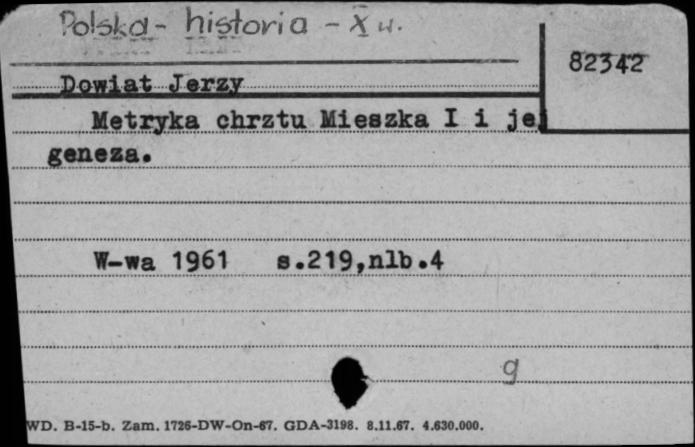 Polska - historia - X w.
82342
Dowiat Jerzy
Metryka chrztu Mieszka I i jej
geneza.
W-wa 1961 s.219,nlb.4
g
WD. B-15-b. Zam. 1726-DW-On-67. GDA-3198. 8.11.67. 4.630.000.